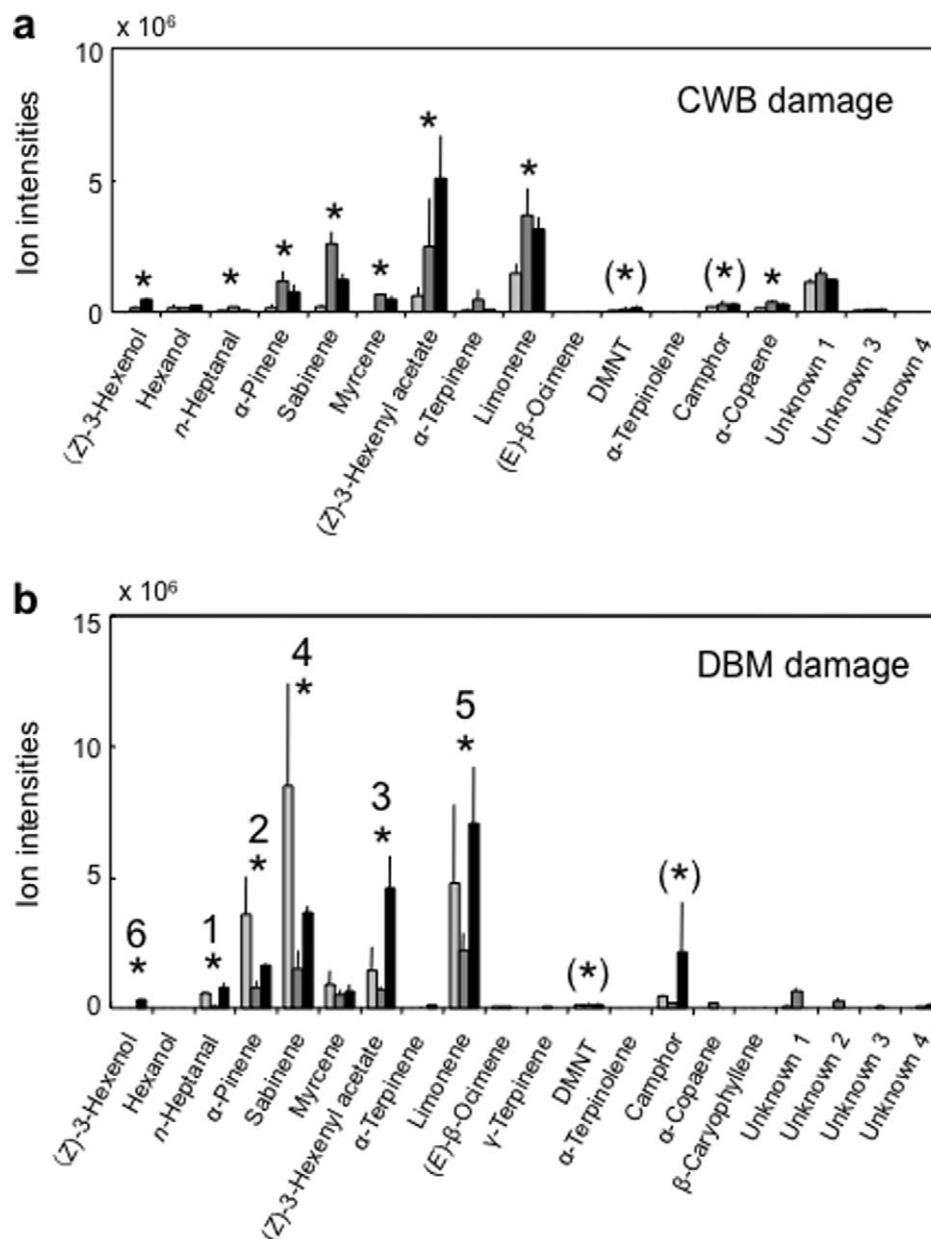 a
x 10⁶
10
CWB damage
Ion intensities
*
*
*
*
*
*
*
(*)
(*)
*
5
0
(Z)-3-Hexenol
Hexanol
n-Heptanal
α-Pinene
Sabinene
Myrcene
(Z)-3-Hexenyl acetate
α-Terpinene
Limonene
(E)-β-Ocimene
DMNT
α-Terpinolene
Camphor
α-Copaene
Unknown 1
Unknown 3
Unknown 4
b
x 10⁶
15
DBM damage
Ion intensities
10
5
0
6
*
1
*
2
*
4
*
3
*
5
*
(*)
(*)
(Z)-3-Hexenol
Hexanol
n-Heptanal
α-Pinene
Sabinene
Myrcene
(Z)-3-Hexenyl acetate
α-Terpinene
Limonene
(E)-β-Ocimene
γ-Terpinene
DMNT
α-Terpinolene
Camphor
α-Copaene
β-Caryophyllene
Unknown 1
Unknown 2
Unknown 3
Unknown 4